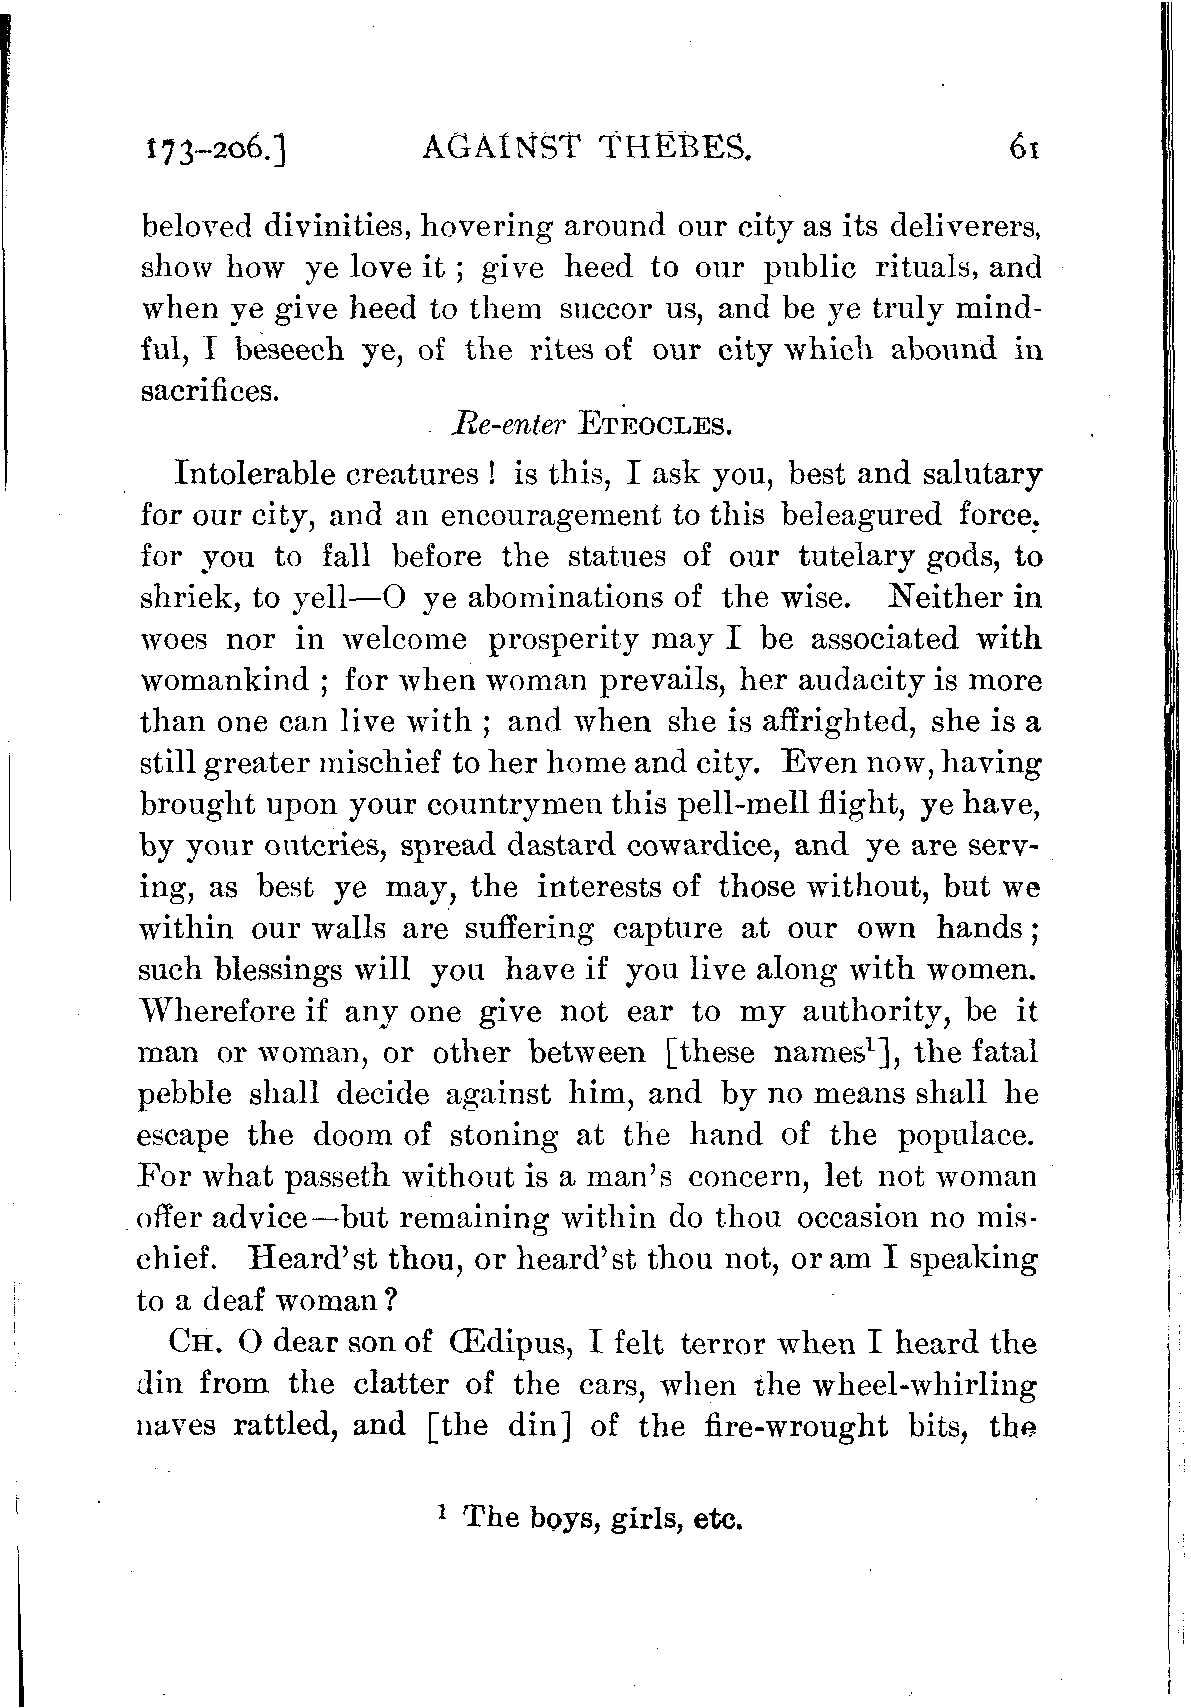 173–206.] AGAINST THEBES. 61
beloved divinities, hovering around our city as its deliverers,
show how ye love it ; give heed to our public rituals, and
when ye give heed to them succor us, and be ye truly mind-
ful, I beseech ye, of the rites of our city which abound in
sacrifices.
Re-enter ETEOCLES.
Intolerable creatures ! is this, I ask you, best and salutary
for our city, and an encouragement to this beleagured force,
for you to fall before the statues of our tutelary gods, to
shriek, to yell—O ye abominations of the wise. Neither in
woes nor in welcome prosperity may I be associated with
womankind ; for when woman prevails, her audacity is more
than one can live with ; and when she is affrighted, she is a
still greater mischief to her home and city. Even now, having
brought upon your countrymen this pell-mell flight, ye have,
by your outcries, spread dastard cowardice, and ye are serv-
ing, as best ye may, the interests of those without, but we
within our walls are suffering capture at our own hands ;
such blessings will you have if you live along with women.
Wherefore if any one give not ear to my authority, be it
man or woman, or other between [these names¹], the fatal
pebble shall decide against him, and by no means shall he
escape the doom of stoning at the hand of the populace.
For what passeth without is a man's concern, let not woman
offer advice—but remaining within do thou occasion no mis-
chief. Heard'st thou, or heard'st thou not, or am I speaking
to a deaf woman ?
CH. O dear son of Œdipus, I felt terror when I heard the
din from the clatter of the cars, when the wheel-whirling
naves rattled, and [the din] of the fire-wrought bits, the
¹ The boys, girls, etc.